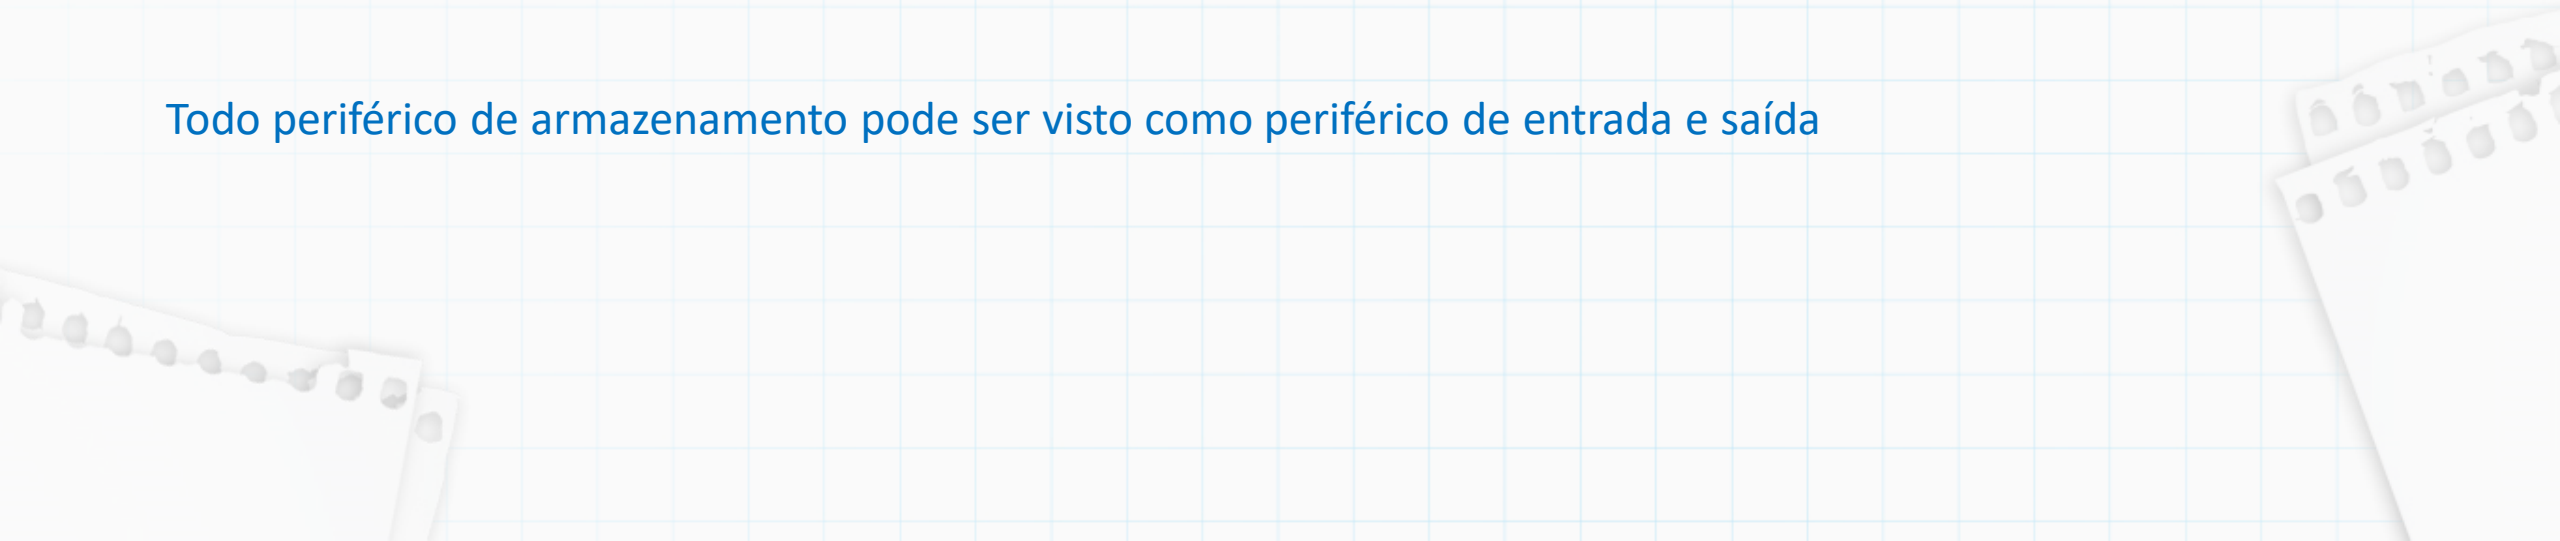 Todo periférico de armazenamento pode ser visto como periférico de entrada e saída